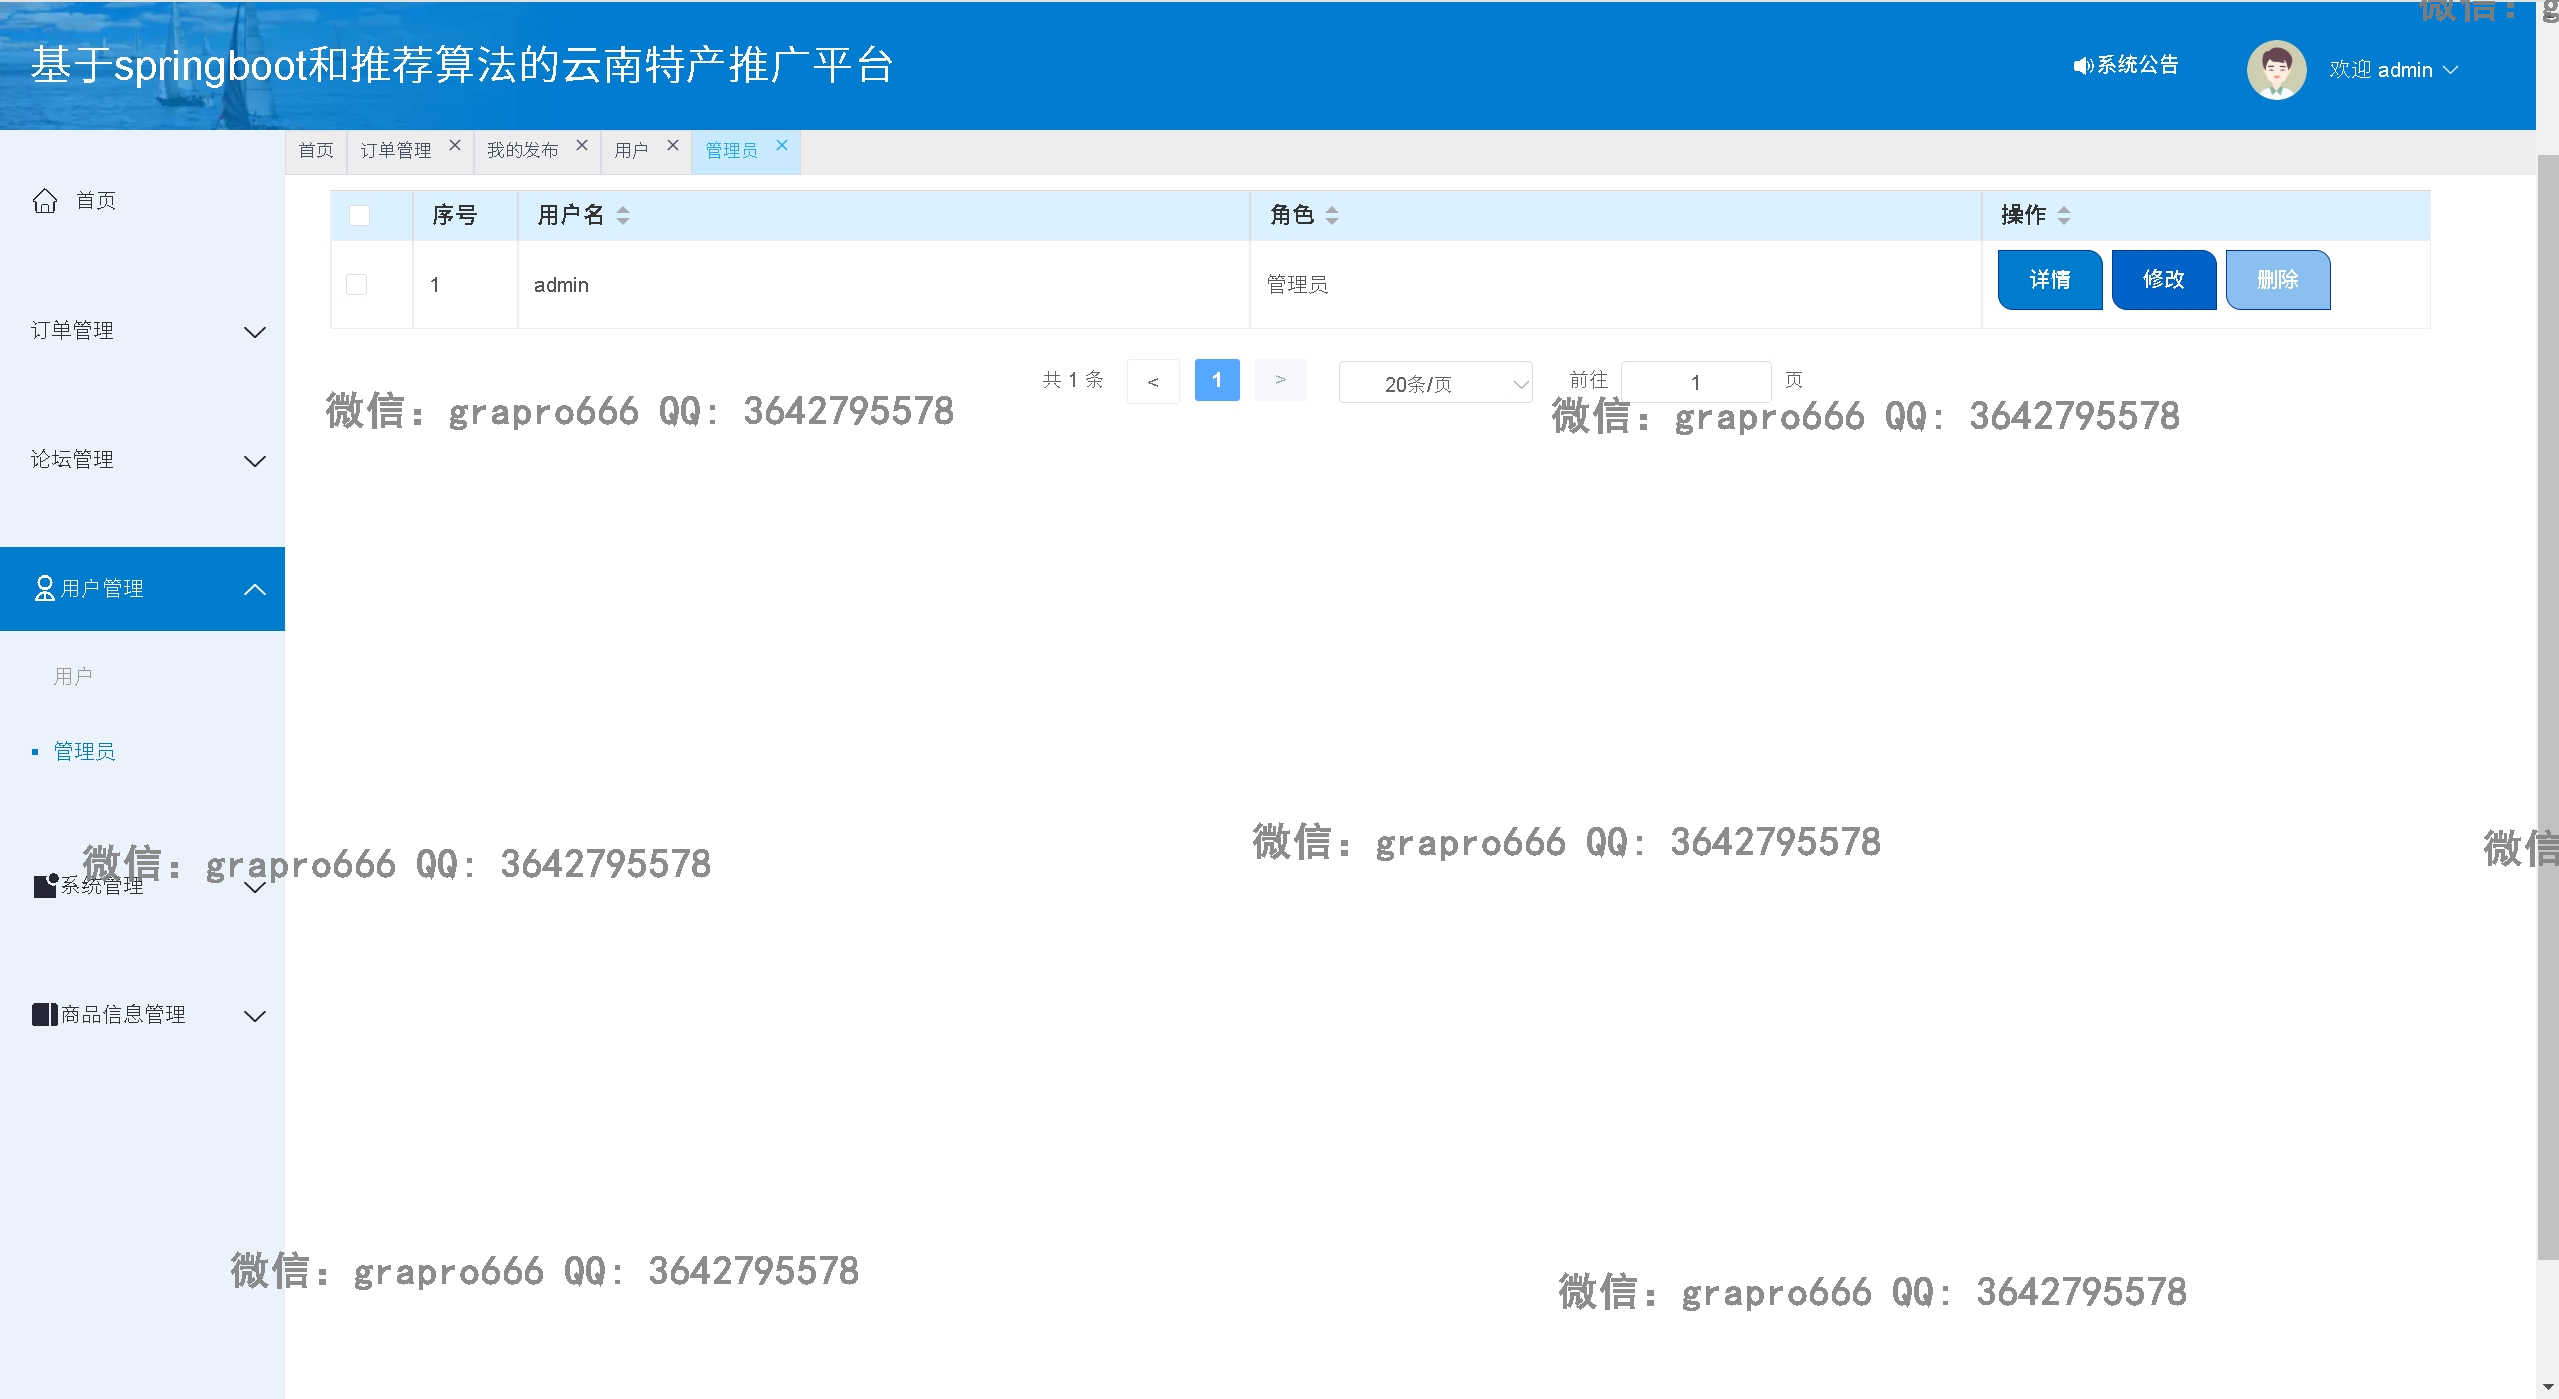 微信: g
基于springboot和推荐算法的云南特产推广平台
系统公告
欢迎 admin
首页
订单管理
我的发布
用户
管理员
首页
订单管理
论坛管理
用户管理
用户
管理员
系统管理
商品信息管理
序号 用户名 角色 操作
1 admin 管理员 详情 修改 删除
共 1 条 < 1 > 20条/页 前往 1 页
微信: grapro666 QQ: 3642795578
微信: grapro666 QQ: 3642795578
微信: grapro666 QQ: 3642795578
微信: grapro666 QQ: 3642795578
微信
微信: grapro666 QQ: 3642795578
微信: grapro666 QQ: 3642795578